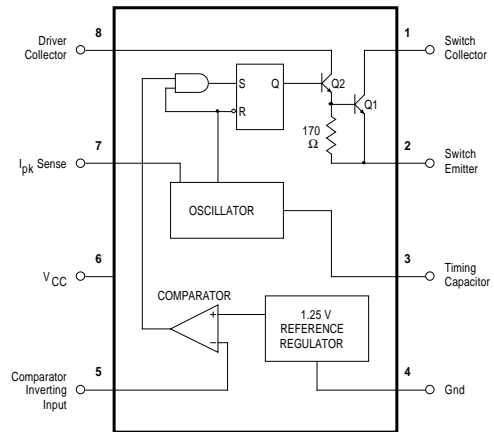 8
Driver
Collector
1
Switch
Collector
S
Q
R
Q2
Q1
170
Ω
7
Ipk Sense
2
Switch
Emitter
OSCILLATOR
6
VCC
3
Timing
Capacitor
COMPARATOR
+
–
1.25 V
REFERENCE
REGULATOR
5
Comparator
Inverting
Input
4
Gnd